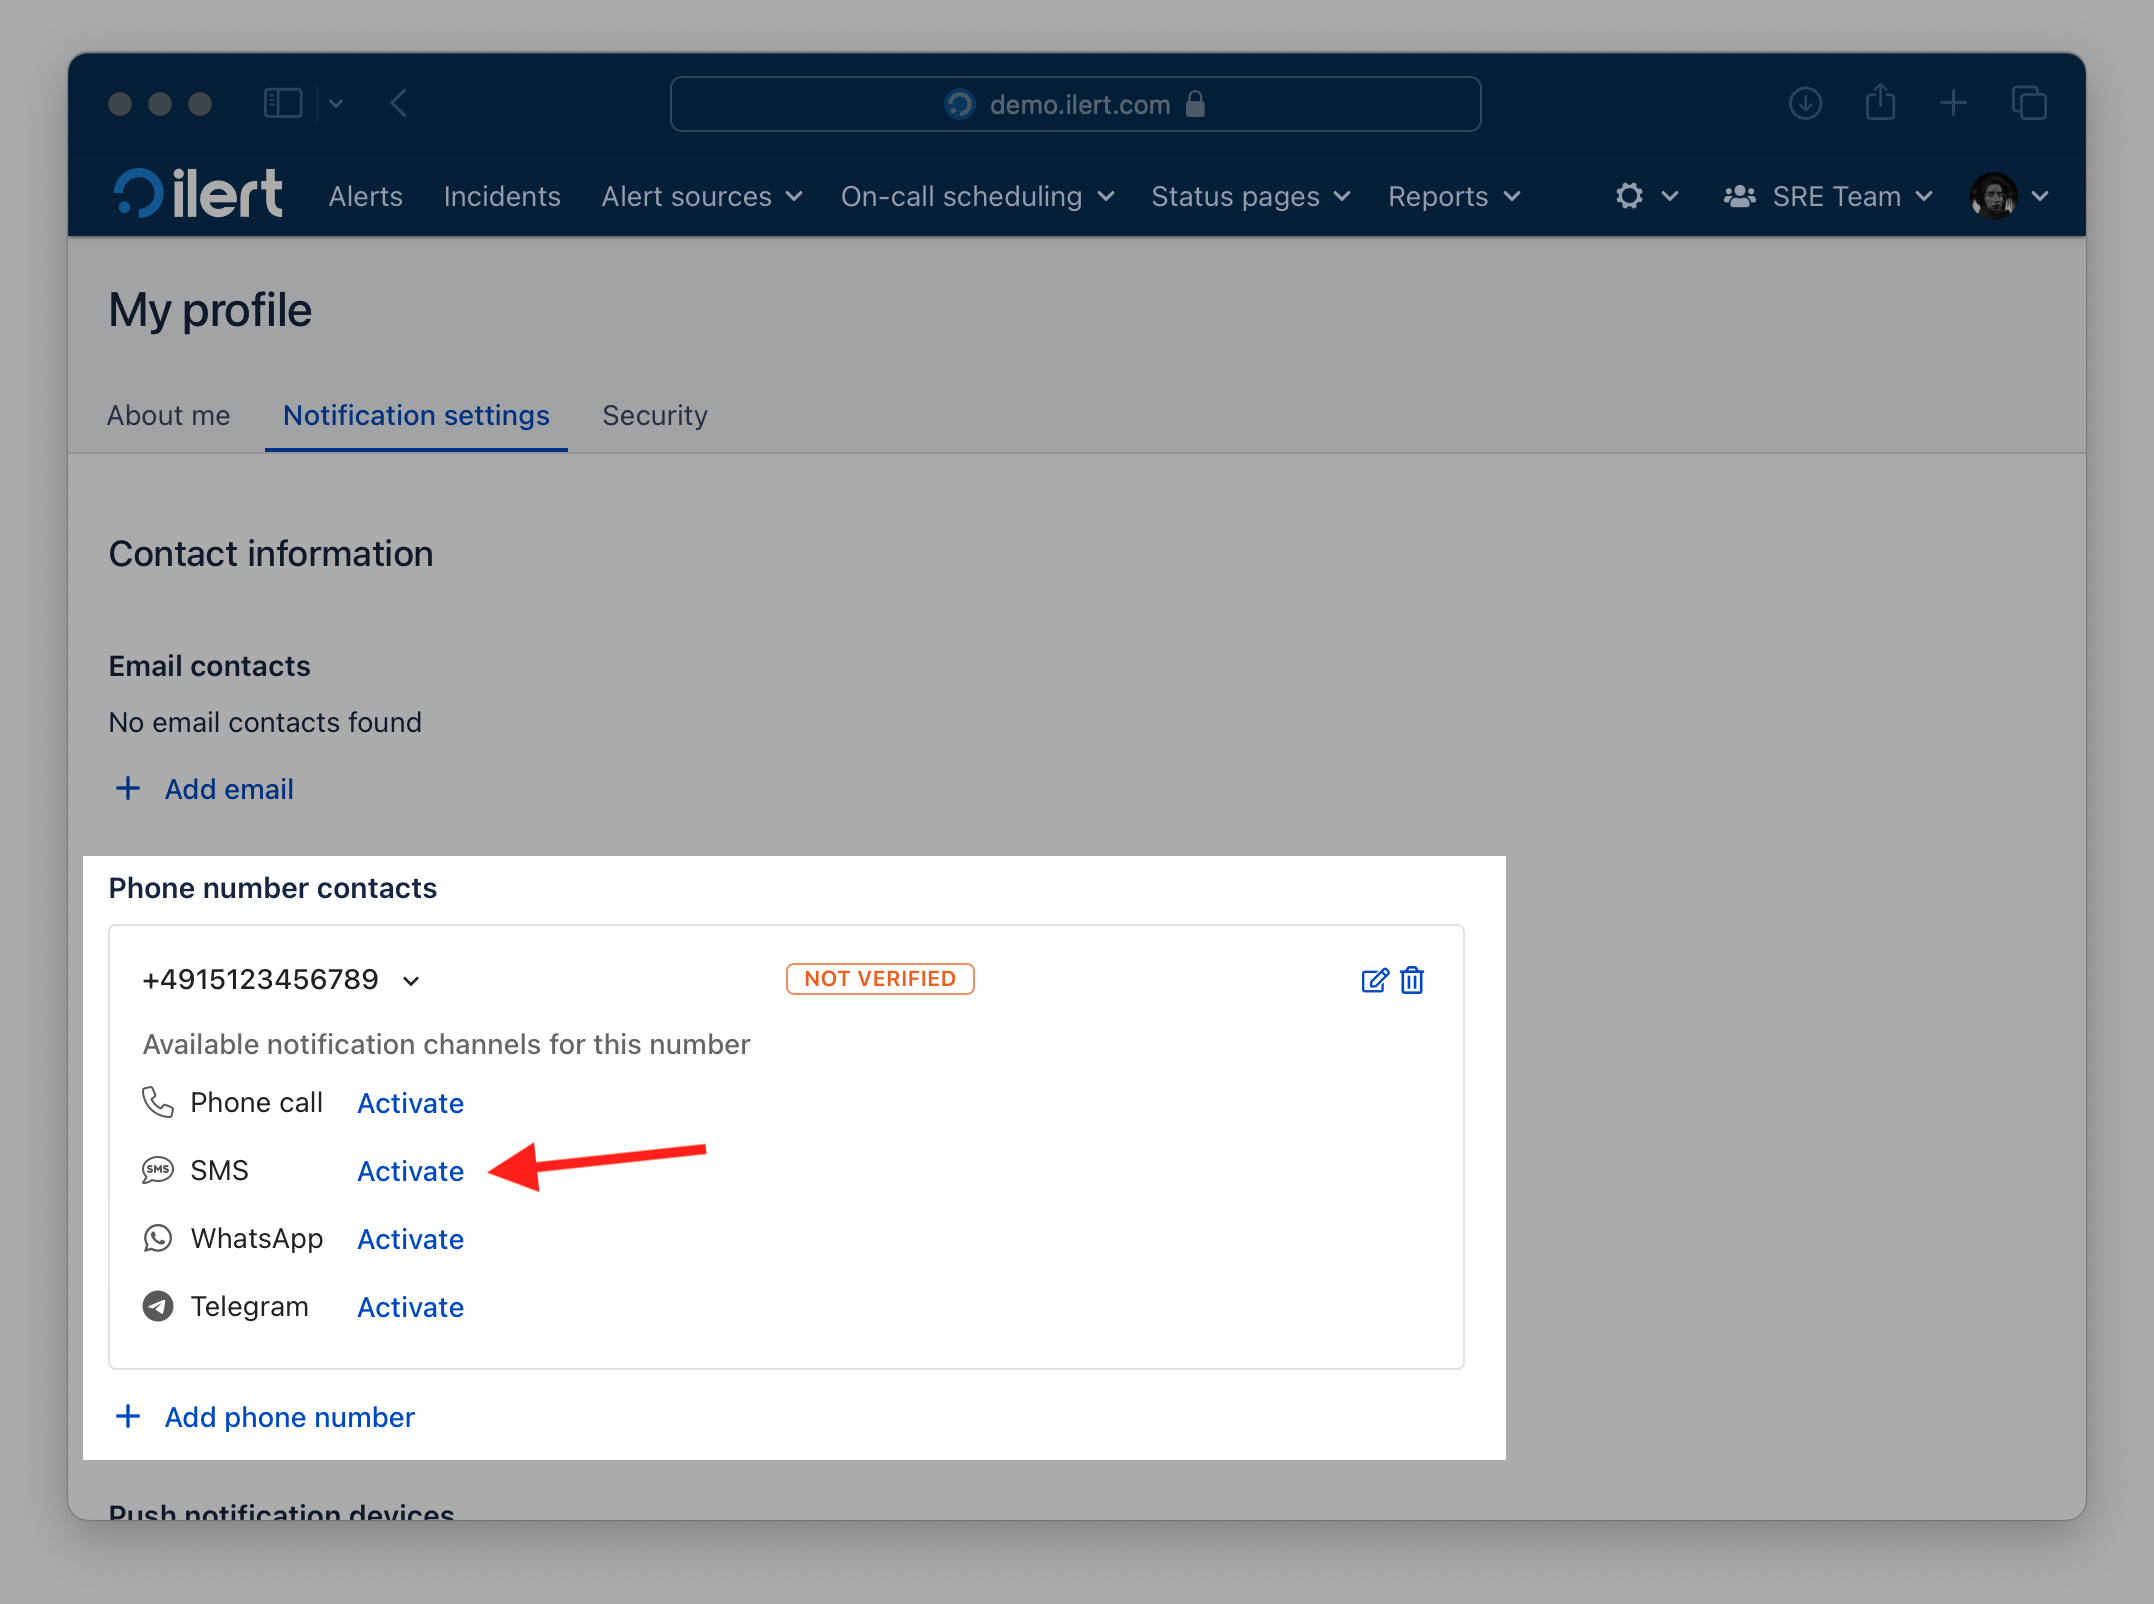 demo.ilert.com
ilert Alerts Incidents Alert sources On-call scheduling Status pages Reports SRE Team
My profile
About me Notification settings Security
Contact information
Email contacts
No email contacts found
+ Add email
Phone number contacts
+4915123456789 NOT VERIFIED
Available notification channels for this number
Phone call Activate
SMS SMS Activate
WhatsApp Activate
Telegram Activate
+ Add phone number
Push notification devices